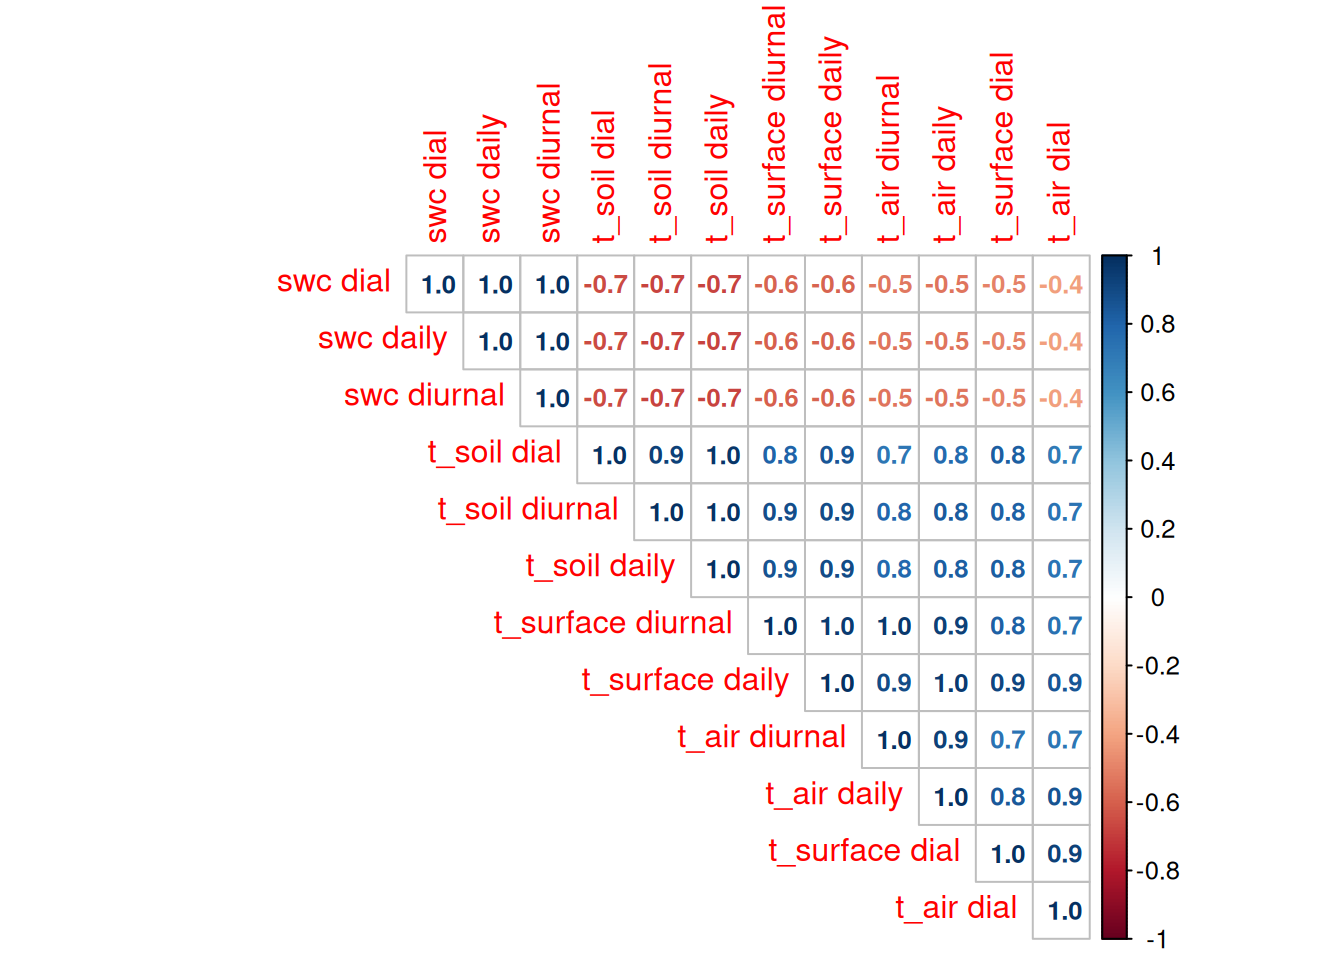 swc dial
swc daily
swc diurnal
t_soil dial
t_soil diurnal
t_soil daily
t_surface diurnal
t_surface daily
t_air diurnal
t_air daily
t_surface dial
t_air dial
swc dial 1.0 1.0 1.0 -0.7 -0.7 -0.7 -0.6 -0.6 -0.5 -0.5 -0.5 -0.4
swc daily 1.0 1.0 -0.7 -0.7 -0.7 -0.6 -0.6 -0.5 -0.5 -0.5 -0.4
swc diurnal 1.0 -0.7 -0.7 -0.7 -0.6 -0.6 -0.5 -0.5 -0.5 -0.4
t_soil dial 1.0 0.9 1.0 0.8 0.9 0.7 0.8 0.8 0.7
t_soil diurnal 1.0 1.0 0.9 0.9 0.8 0.8 0.8 0.7
t_soil daily 1.0 0.9 0.9 0.8 0.8 0.8 0.7
t_surface diurnal 1.0 1.0 1.0 0.9 0.8 0.7
t_surface daily 1.0 0.9 1.0 0.9 0.9
t_air diurnal 1.0 0.9 0.7 0.7
t_air daily 1.0 0.8 0.9
t_surface dial 1.0 0.9
t_air dial 1.0
1
0.8
0.6
0.4
0.2
0
-0.2
-0.4
-0.6
-0.8
-1